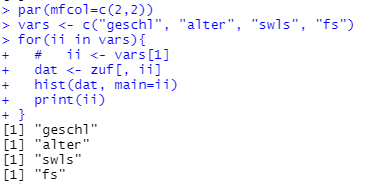 > par(mfcol=c(2,2))
> vars <- c("geschl", "alter", "swls", "fs")
> for(ii in vars){
+   #   ii <- vars[1]
+   dat <- zuf[, ii]
+   hist(dat, main=ii)
+   print(ii)
+ }
[1] "geschl"
[1] "alter"
[1] "swls"
[1] "fs"